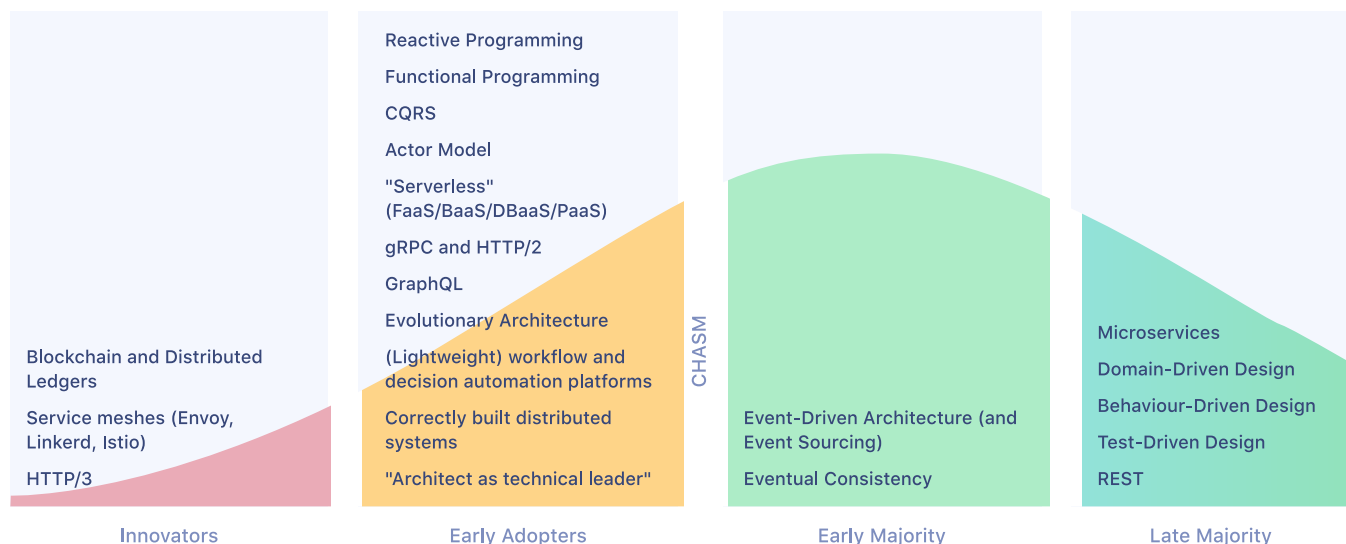 Blockchain and Distributed
Ledgers
Service meshes (Envoy,
Linkerd, Istio)
HTTP/3
Innovators
Reactive Programming
Functional Programming
CQRS
Actor Model
"Serverless"
(FaaS/BaaS/DBaaS/PaaS)
gRPC and HTTP/2
GraphQL
Evolutionary Architecture
(Lightweight) workflow and
decision automation platforms
Correctly built distributed
systems
"Architect as technical leader"
Early Adopters
CHASM
Event-Driven Architecture (and
Event Sourcing)
Eventual Consistency
Early Majority
Microservices
Domain-Driven Design
Behaviour-Driven Design
Test-Driven Design
REST
Late Majority